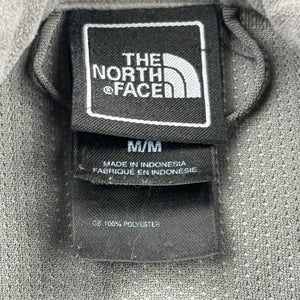 THE
NORTH
® FACE
M/M
MADE IN INDONESIA
FABRIQUÉ EN INDONÉSIE
100% POLYESTER